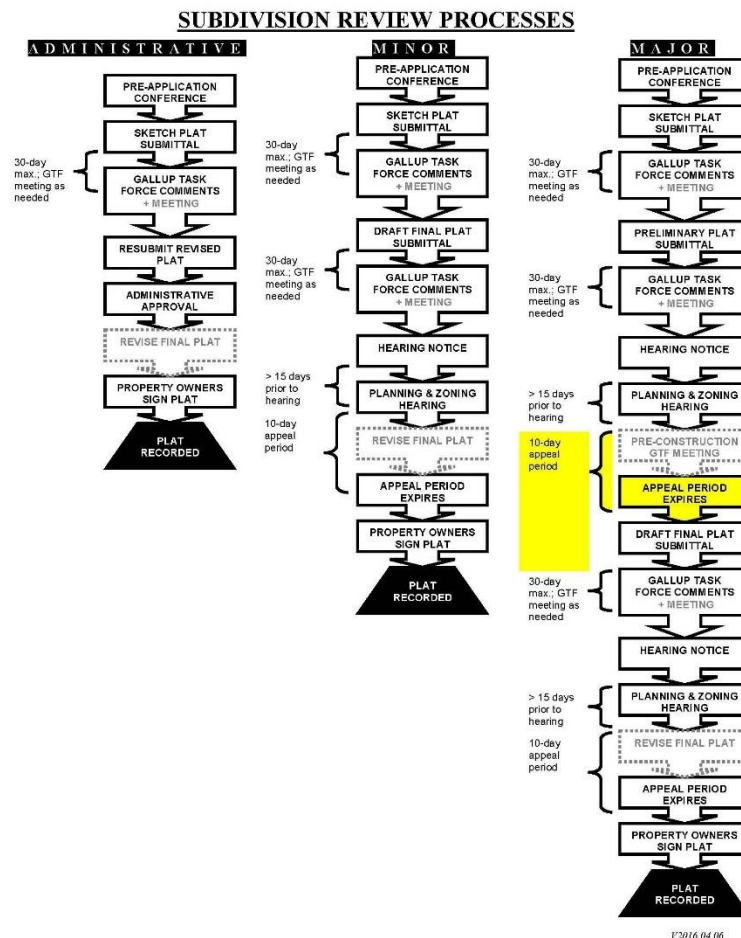 SUBDIVISION REVIEW PROCESSES
ADMINISTRATIVE
PRE-APPLICATION
CONFERENCE
SKETCH PLAT
SUBMITTAL
30-day
max.; GTF
meeting as
needed
GALLUP TASK
FORCE COMMENTS
+ MEETING
RESUBMIT REVISED
PLAT
ADMINISTRATIVE
APPROVAL
REVISE FINAL PLAT
PROPERTY OWNERS
SIGN PLAT
PLAT
RECORDED
MINOR
PRE-APPLICATION
CONFERENCE
SKETCH PLAT
SUBMITTAL
30-day
max.; GTF
meeting as
needed
GALLUP TASK
FORCE COMMENTS
+ MEETING
DRAFT FINAL PLAT
SUBMITTAL
30-day
max.; GTF
meeting as
needed
GALLUP TASK
FORCE COMMENTS
+ MEETING
HEARING NOTICE
> 15 days
prior to
hearing
PLANNING & ZONING
HEARING
10-day
appeal
period
REVISE FINAL PLAT
APPEAL PERIOD
EXPIRES
PROPERTY OWNERS
SIGN PLAT
PLAT
RECORDED
MAJOR
PRE-APPLICATION
CONFERENCE
SKETCH PLAT
SUBMITTAL
30-day
max.; GTF
meeting as
needed
GALLUP TASK
FORCE COMMENTS
+ MEETING
PRELIMINARY PLAT
SUBMITTAL
30-day
max.; GTF
meeting as
needed
GALLUP TASK
FORCE COMMENTS
+ MEETING
HEARING NOTICE
> 15 days
prior to
hearing
PLANNING & ZONING
HEARING
10-day
appeal
period
PRE-CONSTRUCTION
GTF MEETING
APPEAL PERIOD
EXPIRES
DRAFT FINAL PLAT
SUBMITTAL
30-day
max.; GTF
meeting as
needed
GALLUP TASK
FORCE COMMENTS
+ MEETING
HEARING NOTICE
> 15 days
prior to
hearing
PLANNING & ZONING
HEARING
10-day
appeal
period
REVISE FINAL PLAT
APPEAL PERIOD
EXPIRES
PROPERTY OWNERS
SIGN PLAT
PLAT
RECORDED
V2016.04.06